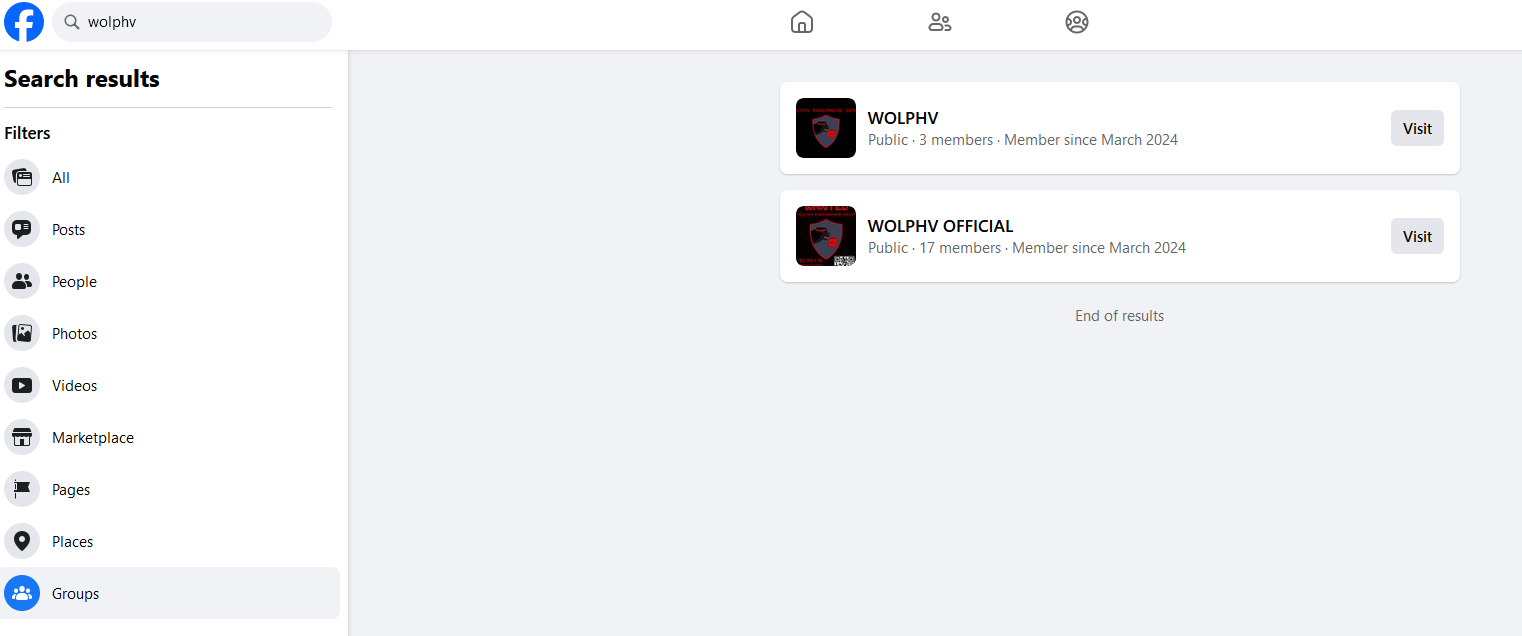 wolphv
Search results
Filters
All
Posts
People
Photos
Videos
Marketplace
Pages
Places
Groups
WOLPHV
Public · 3 members · Member since March 2024
Visit
WOLPHV OFFICIAL
Public · 17 members · Member since March 2024
Visit
End of results